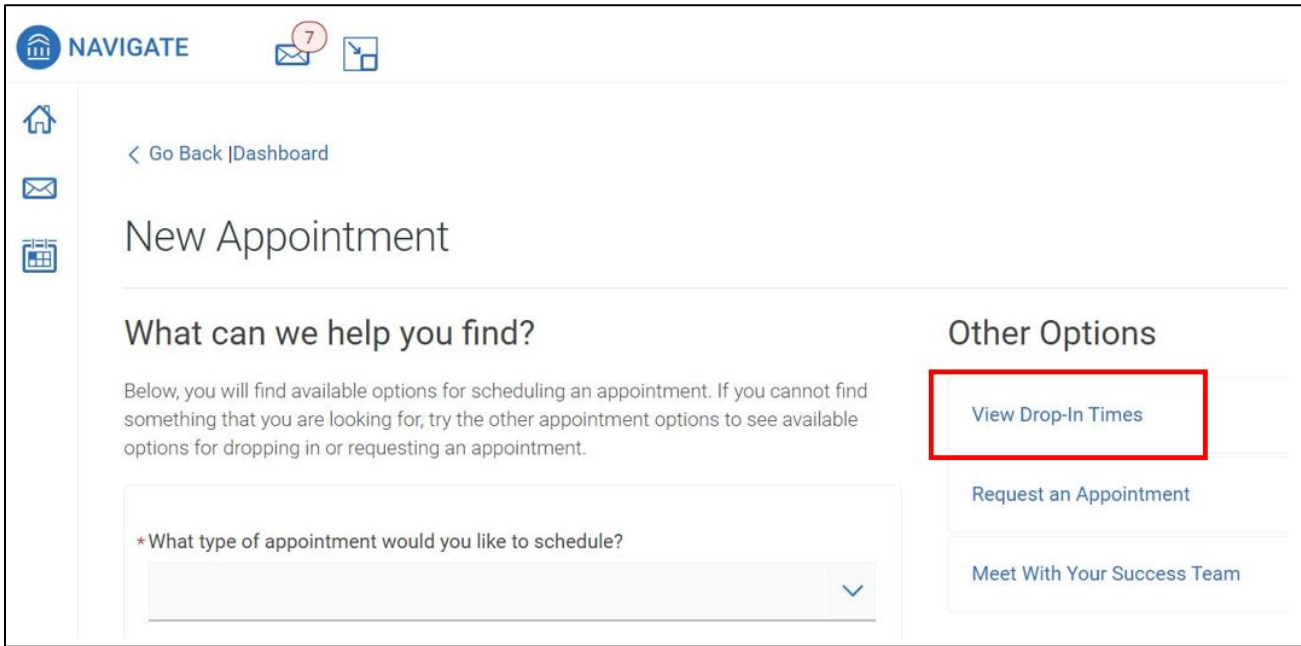 NAVIGATE
7
Go Back |Dashboard
New Appointment
What can we help you find?
Below, you will find available options for scheduling an appointment. If you cannot find
something that you are looking for, try the other appointment options to see available
options for dropping in or requesting an appointment.
*What type of appointment would you like to schedule?
Other Options
View Drop-In Times
Request an Appointment
Meet With Your Success Team